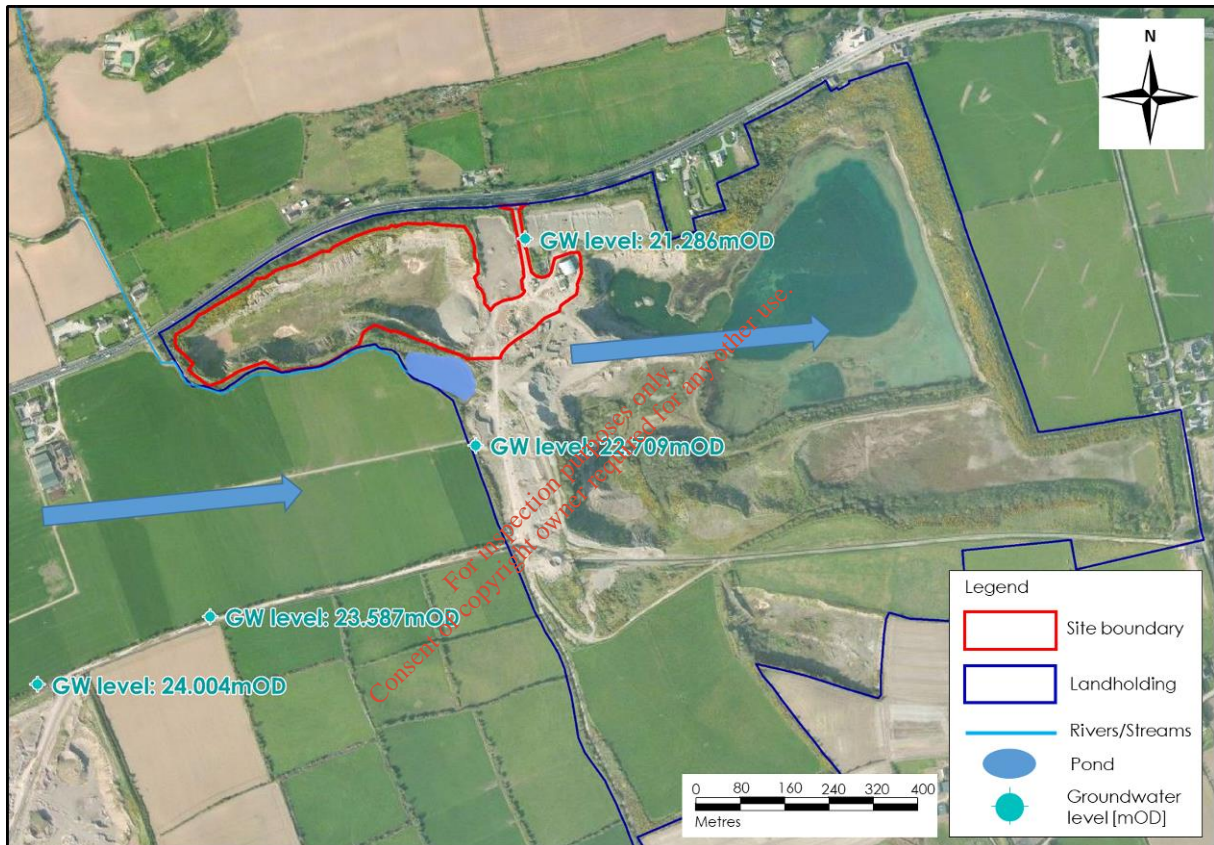 N
GW level: 21.286mOD
GW level: 22.709mOD
GW level: 23.587mOD
GW level: 24.004mOD
For inspection purposes only.
Consent of copyright owner required for any other use.
Legend
Site boundary
Landholding
Rivers/Streams
Pond
Groundwater
level [mOD]
0 80 160 240 320 400
Metres